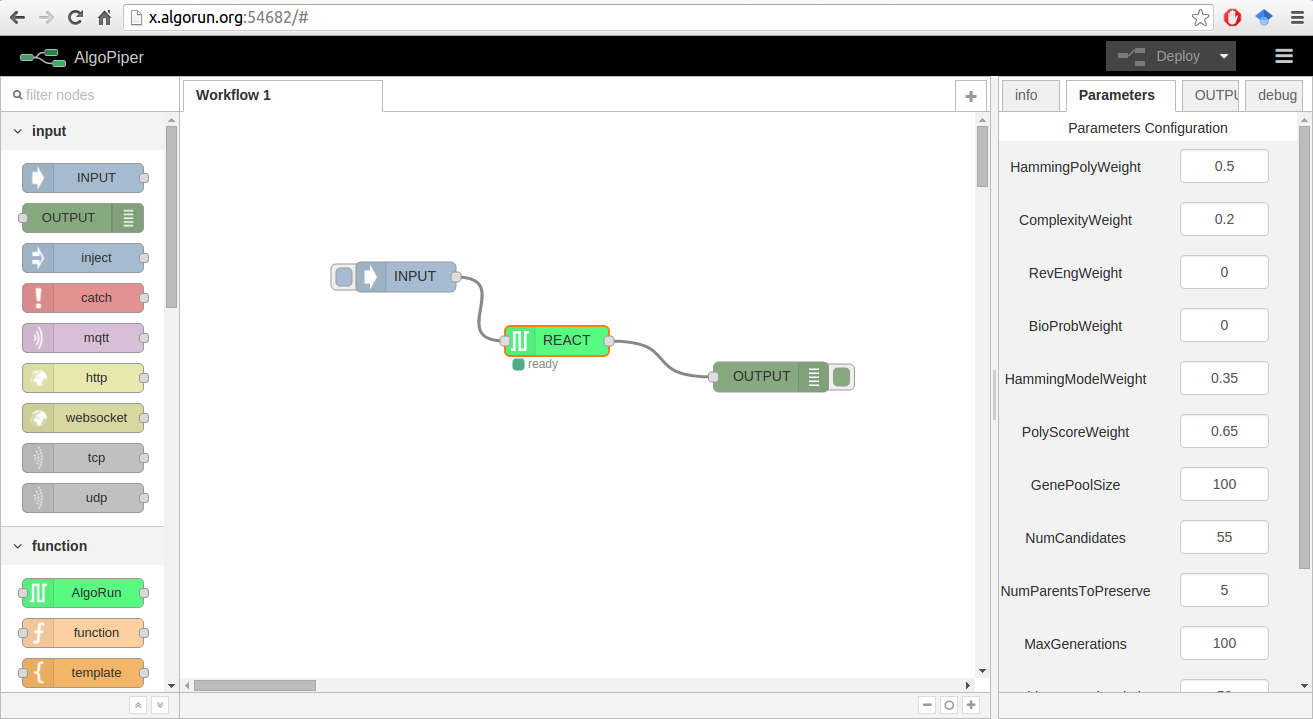 x.algorun.org:54682/#
AlgoPiper
Deploy
filter nodes
input
INPUT
OUTPUT
inject
catch
mqtt
http
websocket
tcp
udp
function
AlgoRun
function
template
Workflow 1
INPUT
REACT
ready
OUTPUT
info Parameters OUTPU debug
Parameters Configuration
HammingPolyWeight 0.5
ComplexityWeight 0.2
RevEngWeight 0
BioProbWeight 0
HammingModelWeight 0.35
PolyScoreWeight 0.65
GenePoolSize 100
NumCandidates 55
NumParentsToPreserve 5
MaxGenerations 100